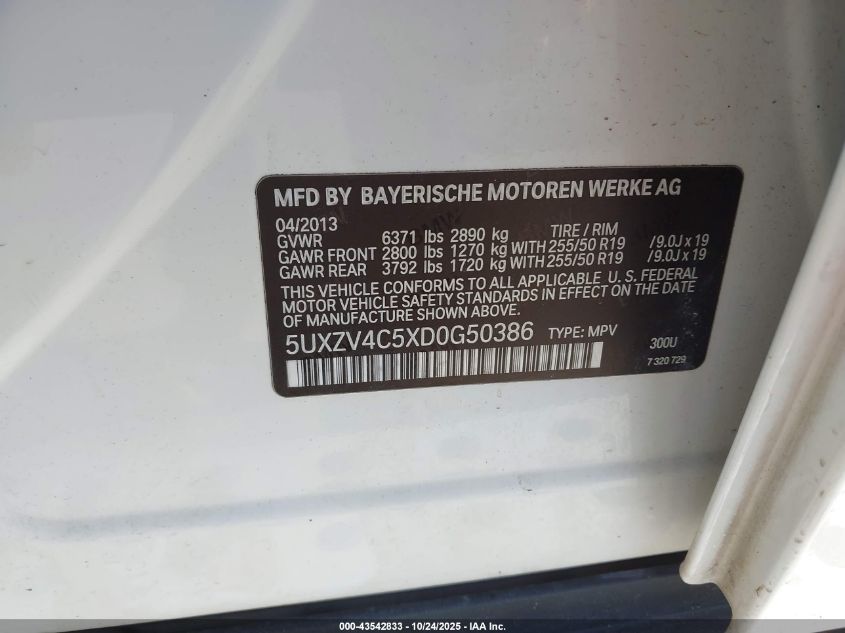 MFD BY BAYERISCHE MOTOREN WERKE AG
04/2013
TIRE / RIM
GVWR 6371 lbs 2890 kg
GAWR FRONT 2800 lbs 1270 kg WITH 255/50 R19 /9.0J x 19
GAWR REAR 3792 lbs 1720 kg WITH 255/50 R19 /9.0J x 19
THIS VEHICLE CONFORMS TO ALL APPLICABLE U. S. FEDERAL
MOTOR VEHICLE SAFETY STANDARDS IN EFFECT ON THE DATE
OF MANUFACTURE SHOWN ABOVE.
5UXZV4C5XD0G50386 TYPE: MPV 300U
7 320 729
000-43542833 - 10/24/2025 - IAA Inc.